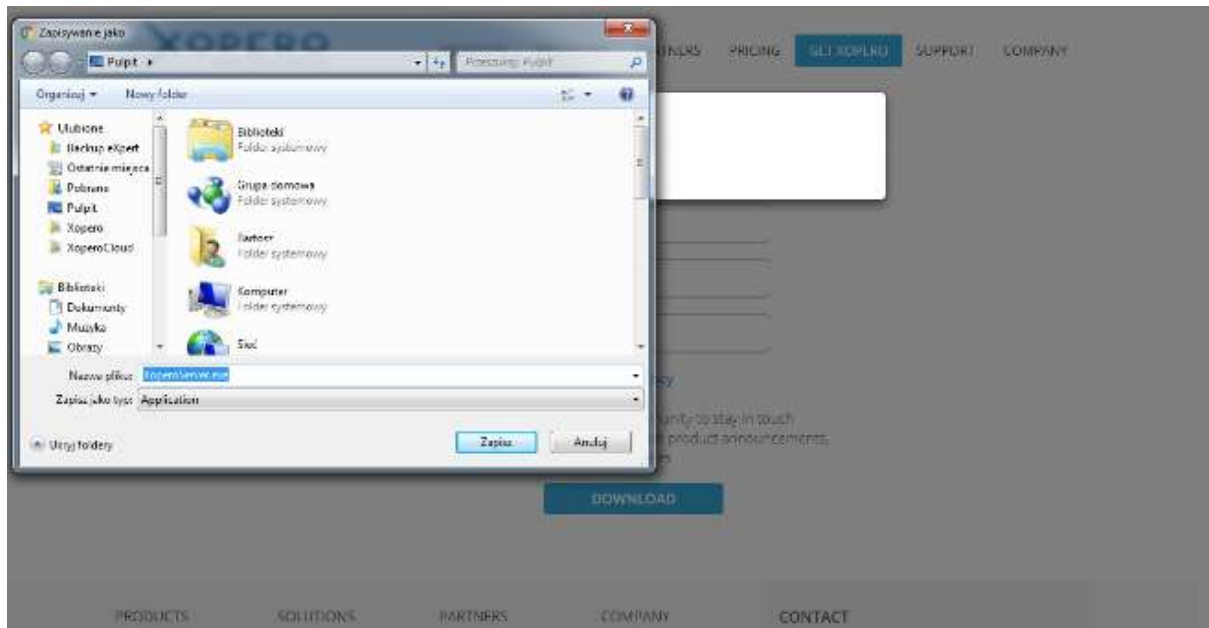 Zapisywanie jako
XOPERO
PRICING
GET XOPERO
SUPPORT
COMPANY
Pulpit
Przeszukaj: Pulpit
Organizuj
Nowy folder
Ulubione
Backup eXpert
Ostatnie miejsca
Pobrane
Pulpit
Xopero
XoperoCloud
Biblioteki
Dokumenty
Muzyka
Obrazy
Biblioteki
Folder systemowy
Grupa domowa
Folder systemowy
Bartosz
Folder systemowy
Komputer
Folder systemowy
Sieć
Nazwa pliku: XoperoServer.exe
Zapisz jako typ: Application
Ukryj foldery
Zapisz
Anuluj
to stay in touch
product announcements,
DOWNLOAD
PRODUCTS
SOLUTIONS
PARTNERS
COMPANY
CONTACT